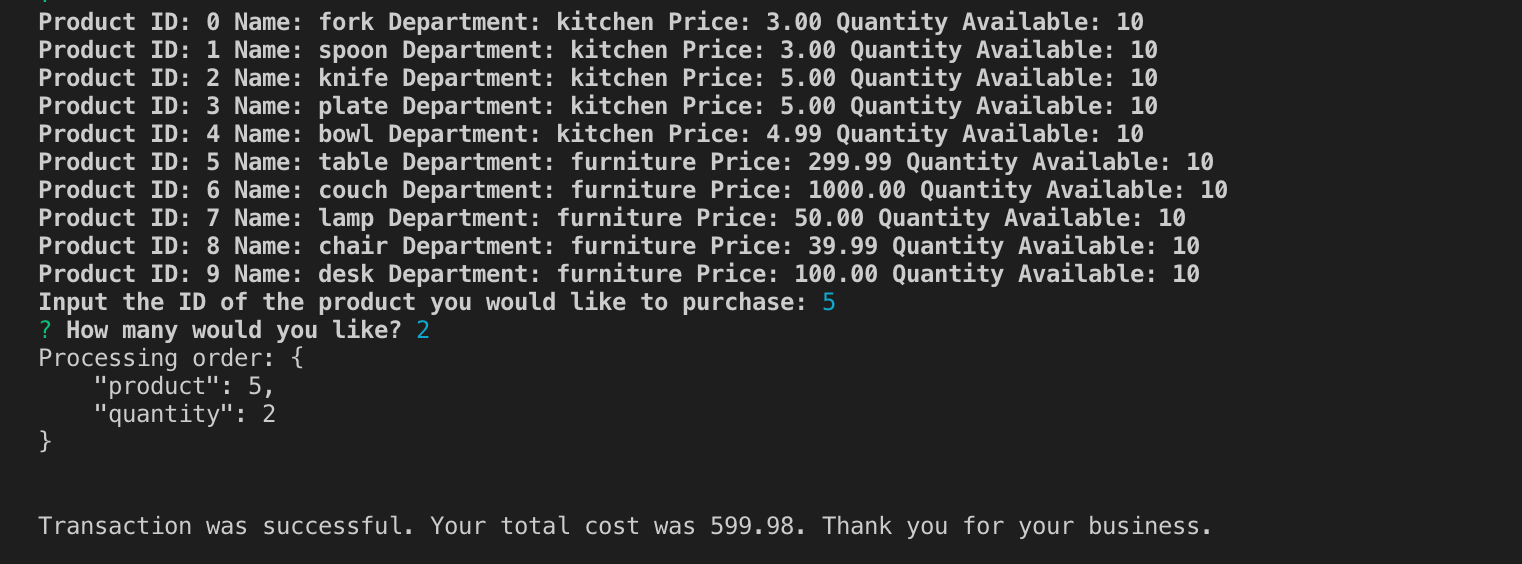 Product ID: 0 Name: fork Department: kitchen Price: 3.00 Quantity Available: 10
Product ID: 1 Name: spoon Department: kitchen Price: 3.00 Quantity Available: 10
Product ID: 2 Name: knife Department: kitchen Price: 5.00 Quantity Available: 10
Product ID: 3 Name: plate Department: kitchen Price: 5.00 Quantity Available: 10
Product ID: 4 Name: bowl Department: kitchen Price: 4.99 Quantity Available: 10
Product ID: 5 Name: table Department: furniture Price: 299.99 Quantity Available: 10
Product ID: 6 Name: couch Department: furniture Price: 1000.00 Quantity Available: 10
Product ID: 7 Name: lamp Department: furniture Price: 50.00 Quantity Available: 10
Product ID: 8 Name: chair Department: furniture Price: 39.99 Quantity Available: 10
Product ID: 9 Name: desk Department: furniture Price: 100.00 Quantity Available: 10
Input the ID of the product you would like to purchase: 5
? How many would you like? 2
Processing order: {
    "product": 5,
    "quantity": 2
}
Transaction was successful. Your total cost was 599.98. Thank you for your business.